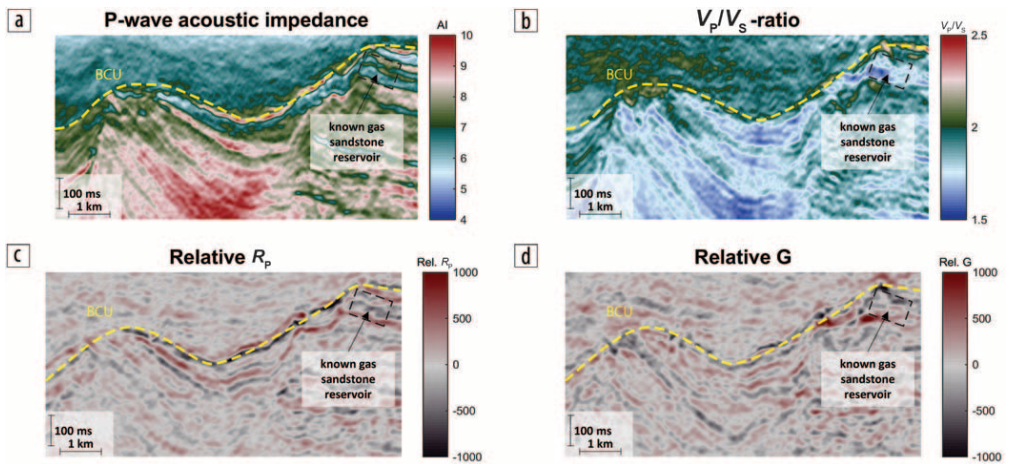 a
P-wave acoustic impedance
AI
10
9
8
7
6
5
4
BCU
known gas
sandstone
reservoir
100 ms
1 km
b
VP/VS -ratio
VP/VS
2.5
2
1.5
BCU
known gas
sandstone
reservoir
100 ms
1 km
c
Relative RP
Rel. RP
1000
500
0
-500
-1000
BCU
known gas
sandstone
reservoir
100 ms
1 km
d
Relative G
Rel. G
1000
500
0
-500
-1000
BCU
known gas
sandstone
reservoir
100 ms
1 km